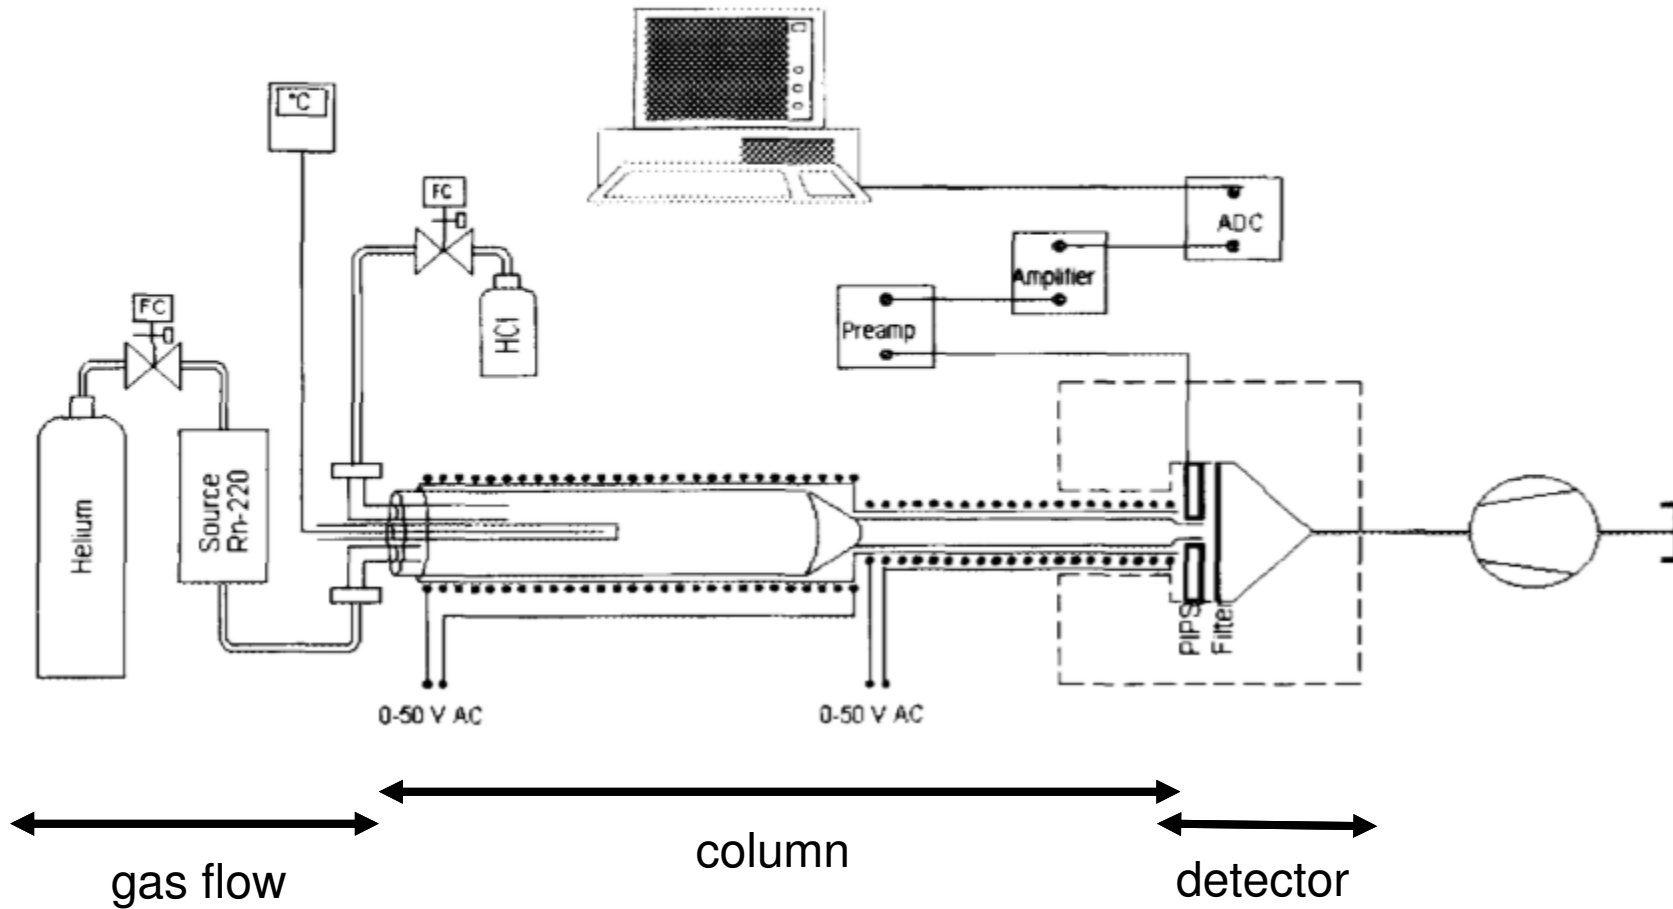 °C
FC
ADC
Amplifier
HCl
FC
Preamp
Helium
Source
Rn-220
PIPS
Filter
0-50 V AC
0-50 V AC
column
gas flow
detector